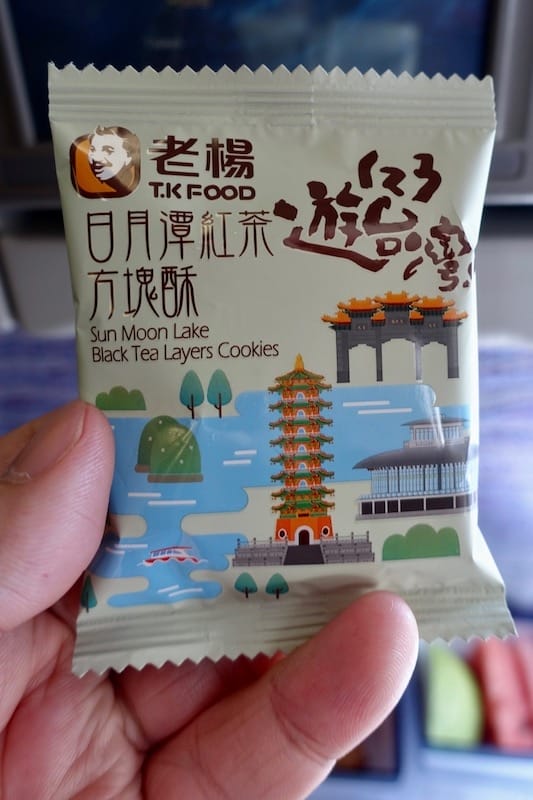 老楊
T.K FOOD
123
遊台灣
日月潭紅茶
方塊酥
Sun Moon Lake
Black Tea Layers Cookies